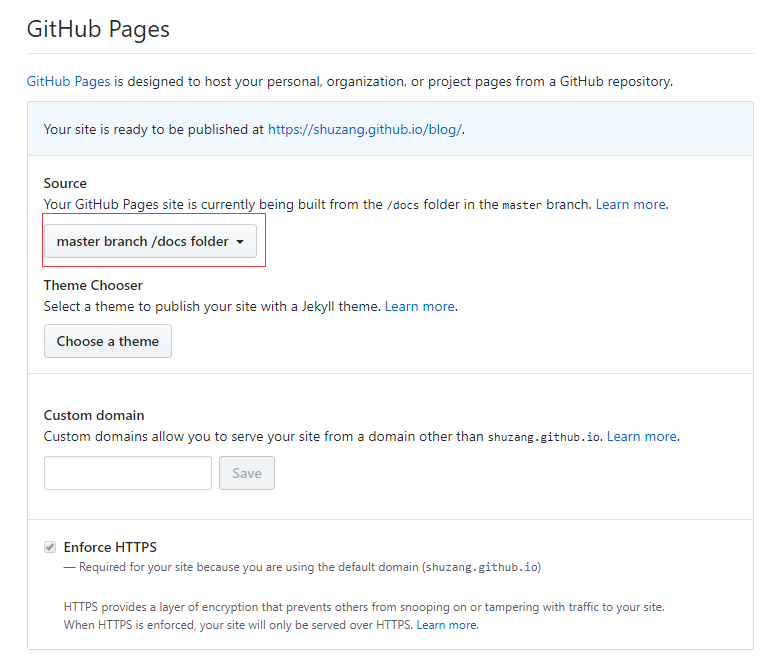 GitHub Pages
GitHub Pages is designed to host your personal, organization, or project pages from a GitHub repository.
Your site is ready to be published at https://shuzang.github.io/blog/.
Source
Your GitHub Pages site is currently being built from the /docs folder in the master branch. Learn more.
master branch /docs folder
Theme Chooser
Select a theme to publish your site with a Jekyll theme. Learn more.
Choose a theme
Custom domain
Custom domains allow you to serve your site from a domain other than shuzang.github.io. Learn more.
Save
Enforce HTTPS
— Required for your site because you are using the default domain (shuzang.github.io)
HTTPS provides a layer of encryption that prevents others from snooping on or tampering with traffic to your site.
When HTTPS is enforced, your site will only be served over HTTPS. Learn more.